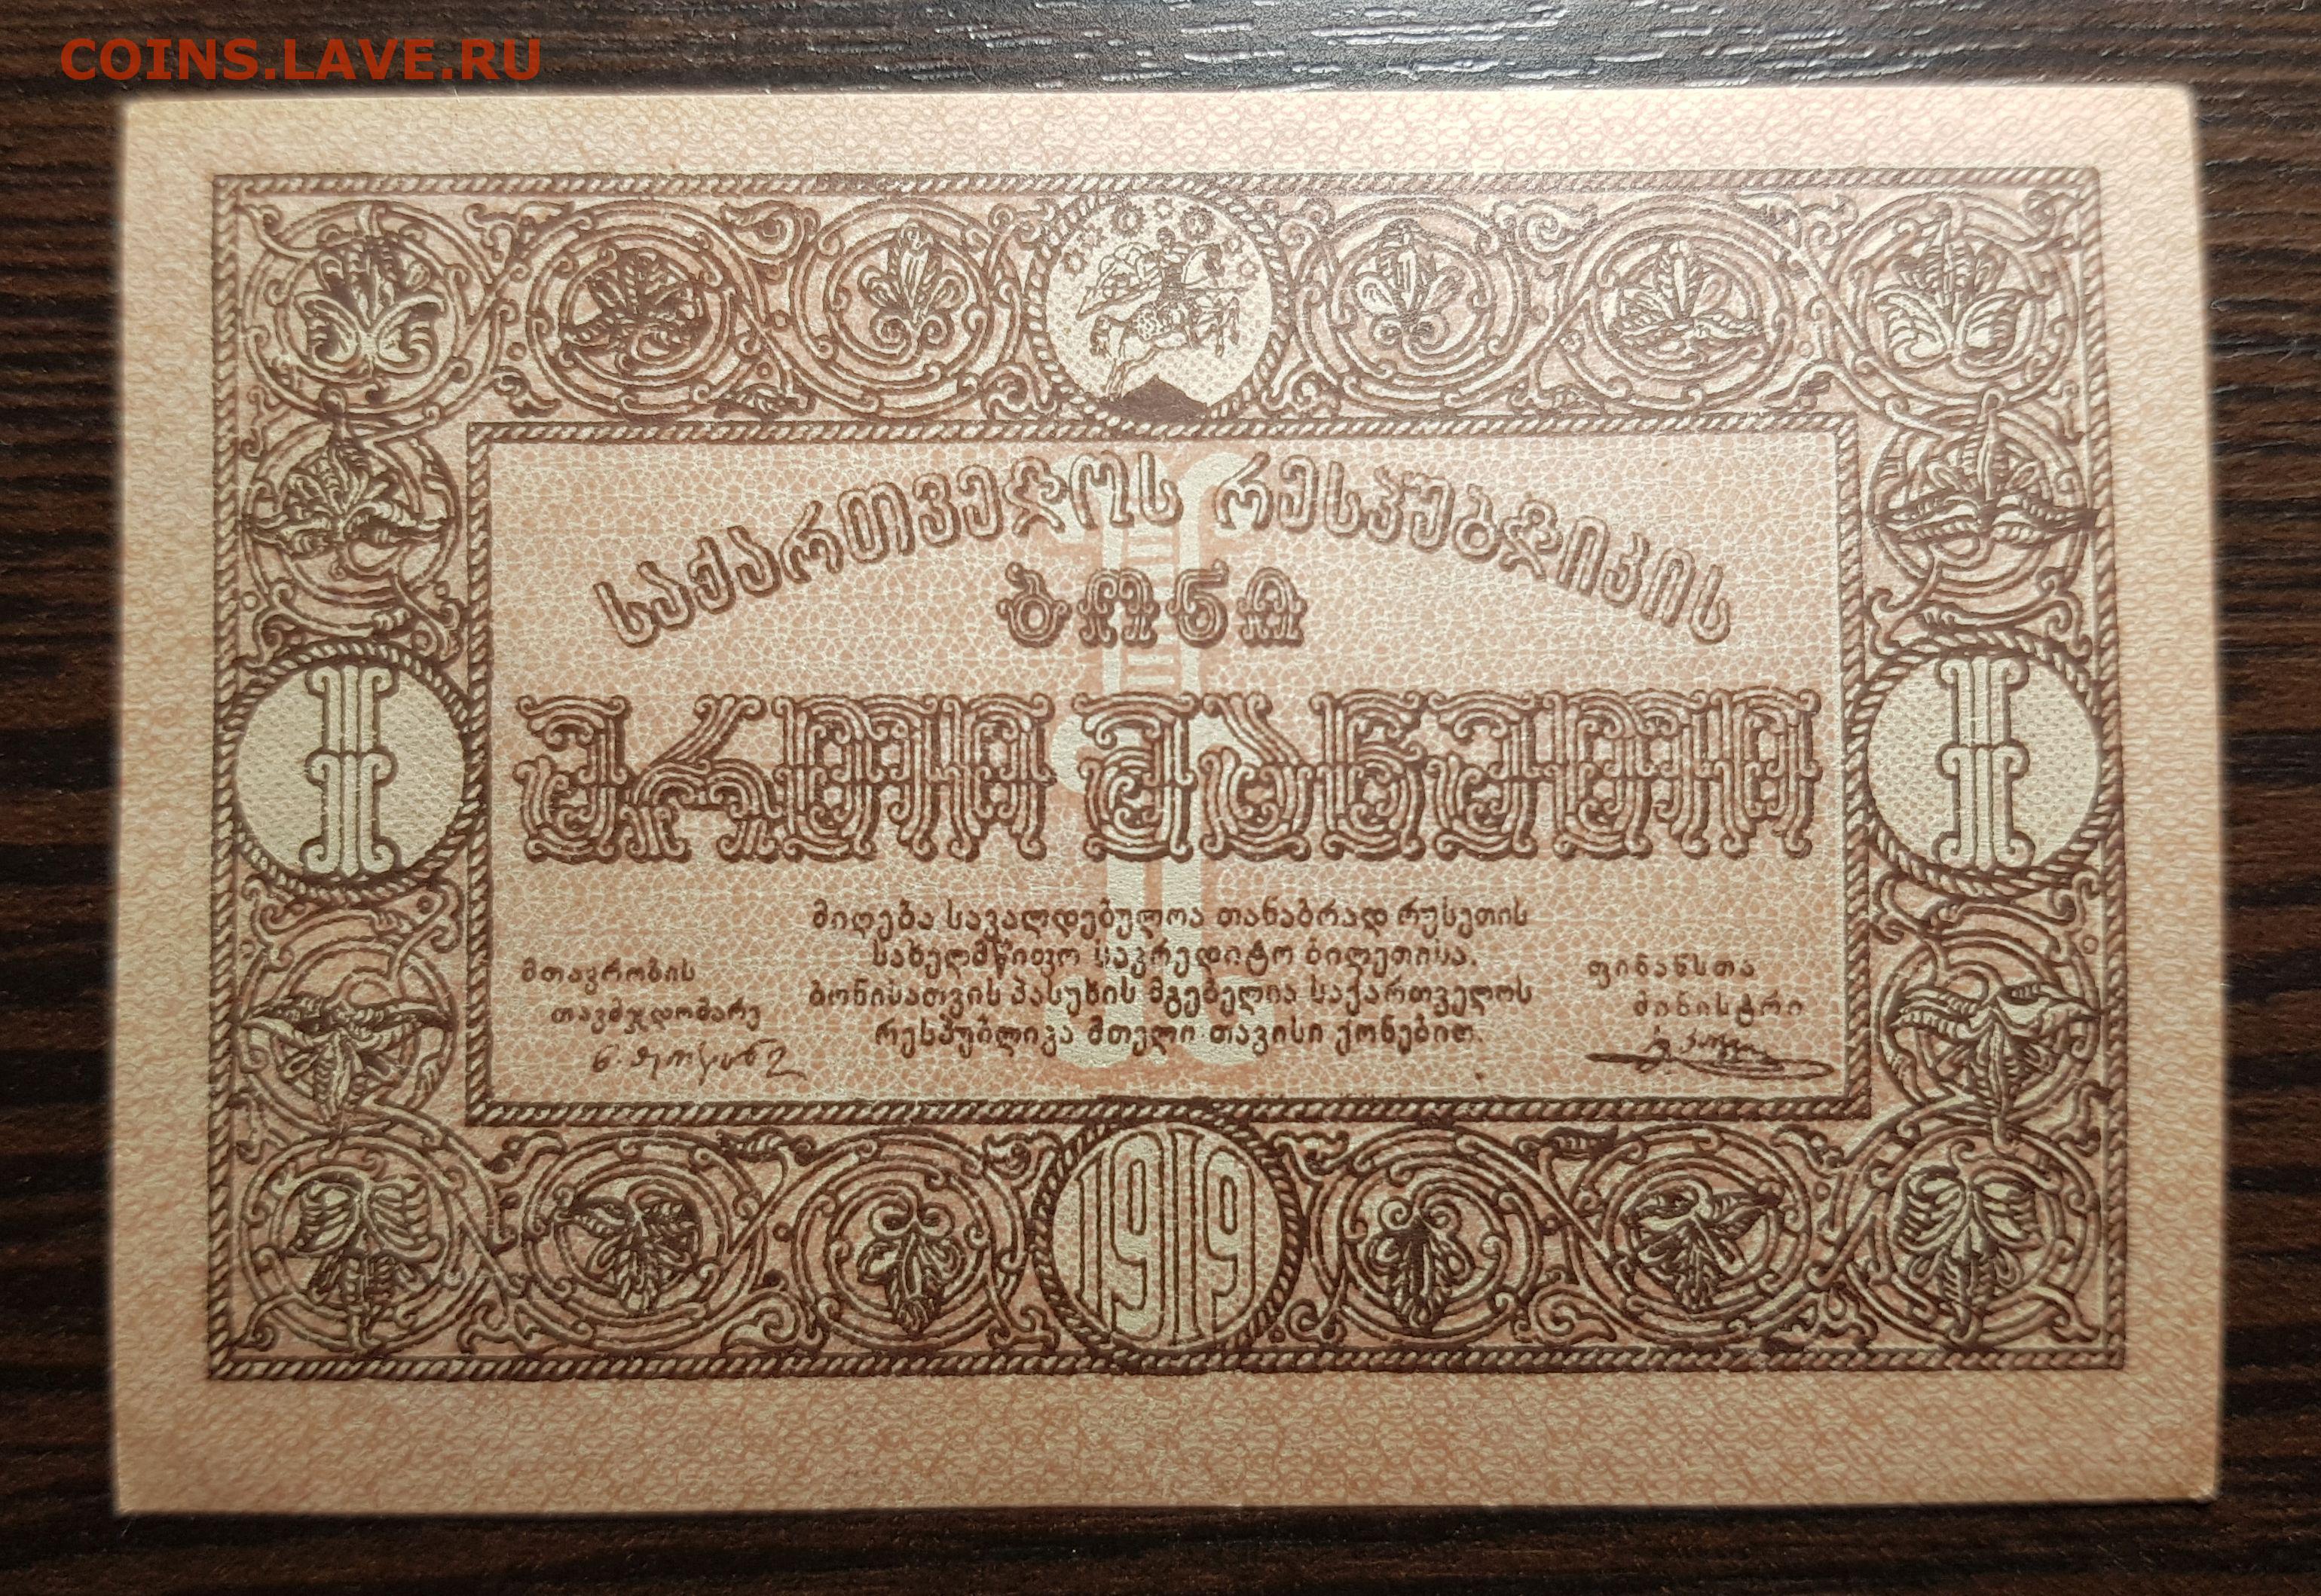 COINS.LAVE.RU
საქართველოს რესპუბლიკის
ბონი
I
ერთი მანეთი
I
მიღება სავალდებულოა თანაბრად რუსეთის
სახელმწიფო საკრედიტო ბილეთისა.
ბონისათვის პასუხის მგებელია საქართველოს
რესპუბლიკა მთელი თავისი ქონებით.
მთავრობის
თავმჯდომარე
ფინანსთა
მინისტრი
1919